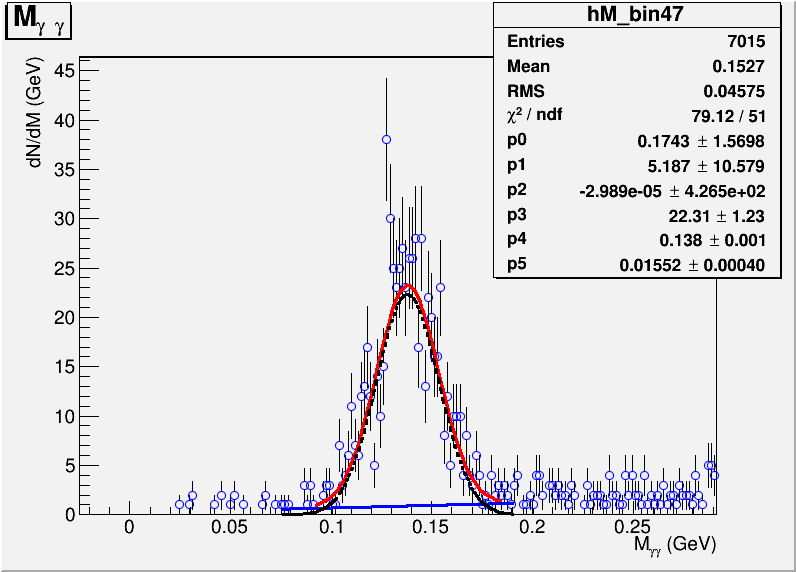 M γ γ
hM_bin47
Entries 7015
Mean 0.1527
RMS 0.04575
χ² / ndf 79.12 / 51
p0 0.1743 ± 1.5698
p1 5.187 ± 10.579
p2 -2.989e-05 ± 4.265e+02
p3 22.31 ± 1.23
p4 0.138 ± 0.001
p5 0.01552 ± 0.00040
dN/dM (GeV)
45
40
35
30
25
20
15
10
5
0
0 0.05 0.1 0.15 0.2 0.25
Mγγ (GeV)